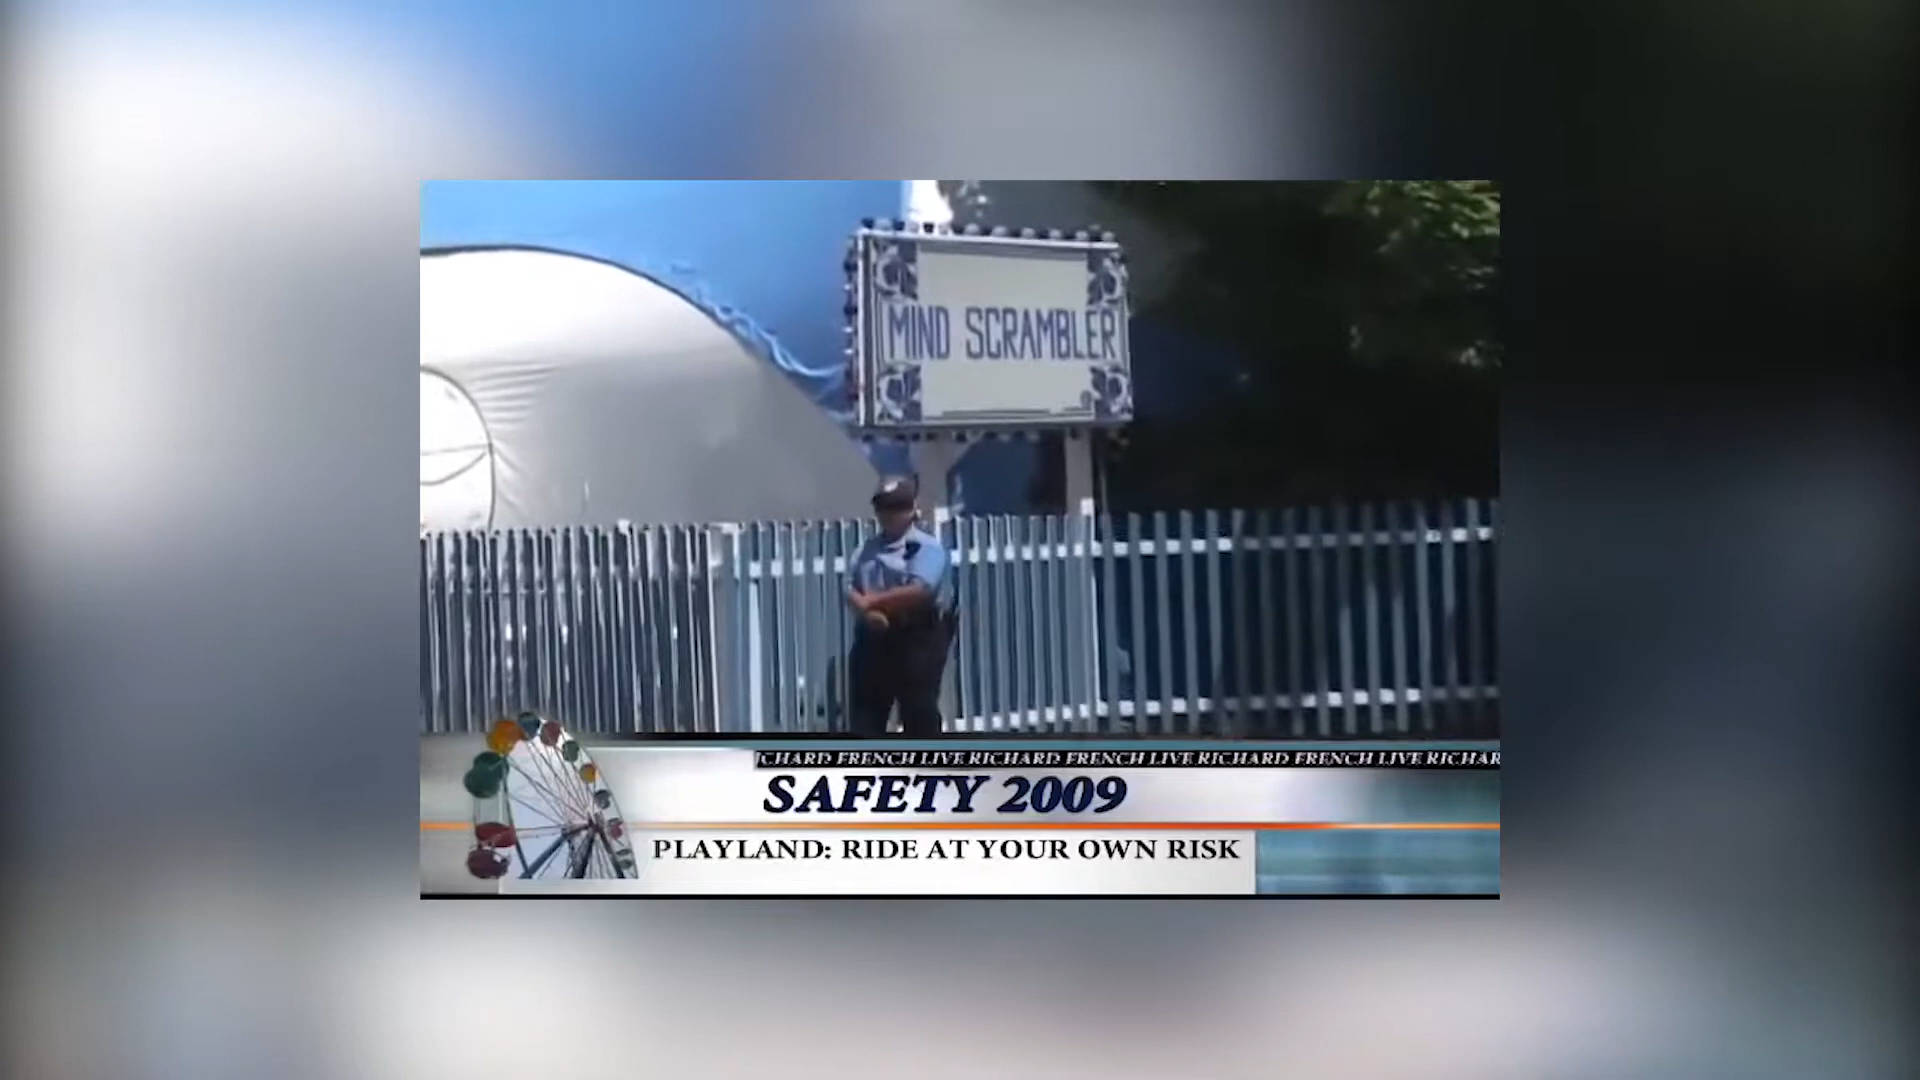 MIND SCRAMBLER
RICHARD FRENCH LIVE RICHARD FRENCH LIVE RICHARD FRENCH LIVE RICHAR
SAFETY 2009
PLAYLAND: RIDE AT YOUR OWN RISK